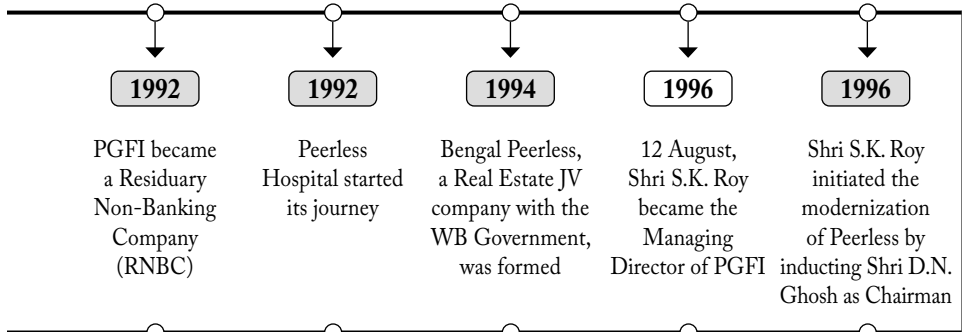 1992
PGFI became
a Residuary
Non-Banking
Company
(RNBC)
1992
Peerless
Hospital started
its journey
1994
Bengal Peerless,
a Real Estate JV
company with the
WB Government,
was formed
1996
12 August,
Shri S.K. Roy
became the
Managing
Director of PGFI
1996
Shri S.K. Roy
initiated the
modernization
of Peerless by
inducting Shri D.N.
Ghosh as Chairman